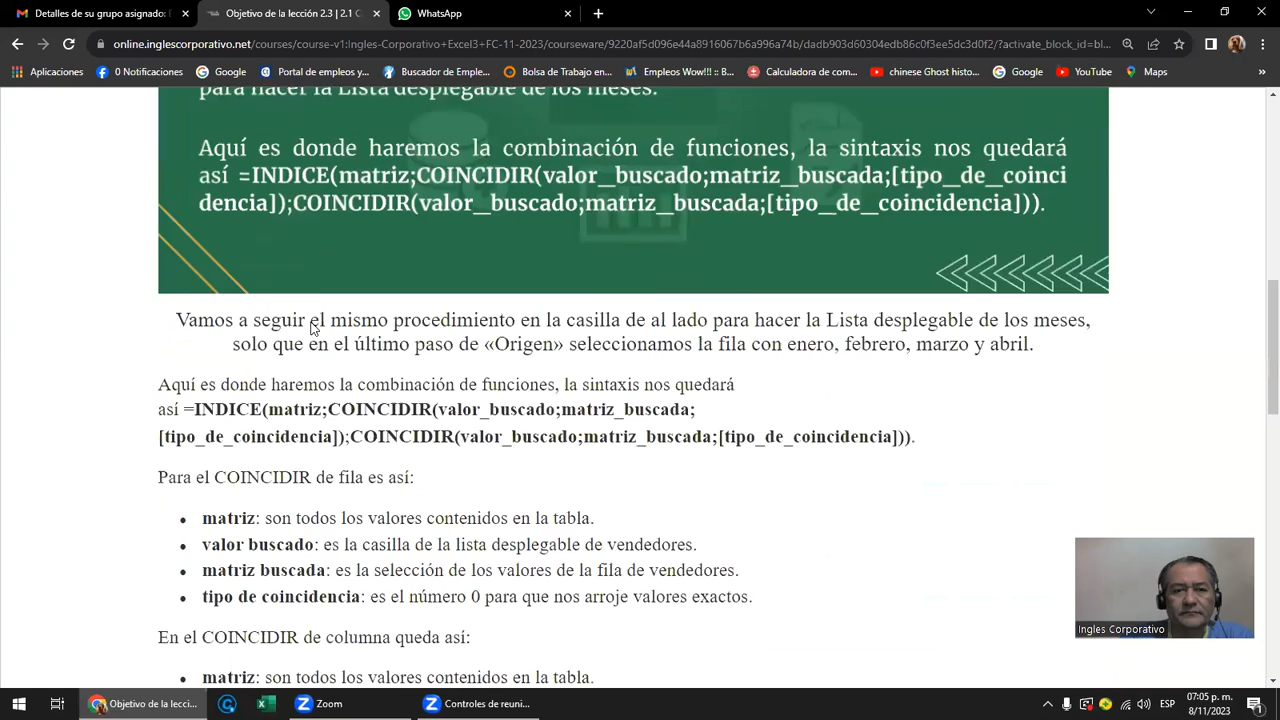 Detalles de su grupo asignado: [
Objetivo de la lección 2.3 | 2.1 C
WhatsApp
online.inglescorporativo.net/courses/course-v1:Ingles-Corporativo+Excel3+FC-11-2023/courseware/9220af5d096e44a8916067b6a996a74b/dadb903d60304edb86c0f3ee5dc3d0f2/?activate_block_id=bl...
Aplicaciones
0 Notificaciones
Google
Portal de empleos y...
Buscador de Emple...
Bolsa de Trabajo en...
Empleos Wow!!! :: B...
Calculadora de com...
chinese Ghost histo...
Google
YouTube
Maps
para hacer la Lista desplegable de los meses.
Aquí es donde haremos la combinación de funciones, la sintaxis nos quedará
así =INDICE(matriz;COINCIDIR(valor_buscado;matriz_buscada;[tipo_de_coinci
dencia]);COINCIDIR(valor_buscado;matriz_buscada;[tipo_de_coincidencia])).
Vamos a seguir el mismo procedimiento en la casilla de al lado para hacer la Lista desplegable de los meses,
solo que en el último paso de «Origen» seleccionamos la fila con enero, febrero, marzo y abril.
Aquí es donde haremos la combinación de funciones, la sintaxis nos quedará
así =INDICE(matriz;COINCIDIR(valor_buscado;matriz_buscada;
[tipo_de_coincidencia]);COINCIDIR(valor_buscado;matriz_buscada;[tipo_de_coincidencia])).
Para el COINCIDIR de fila es así:
matriz: son todos los valores contenidos en la tabla.
valor buscado: es la casilla de la lista desplegable de vendedores.
matriz buscada: es la selección de los valores de la fila de vendedores.
tipo de coincidencia: es el número 0 para que nos arroje valores exactos.
En el COINCIDIR de columna queda así:
matriz: son todos los valores contenidos en la tabla.
Ingles Corporativo
Objetivo de la lecci...
Zoom
Controles de reuni...
ESP
07:05 p. m.
8/11/2023